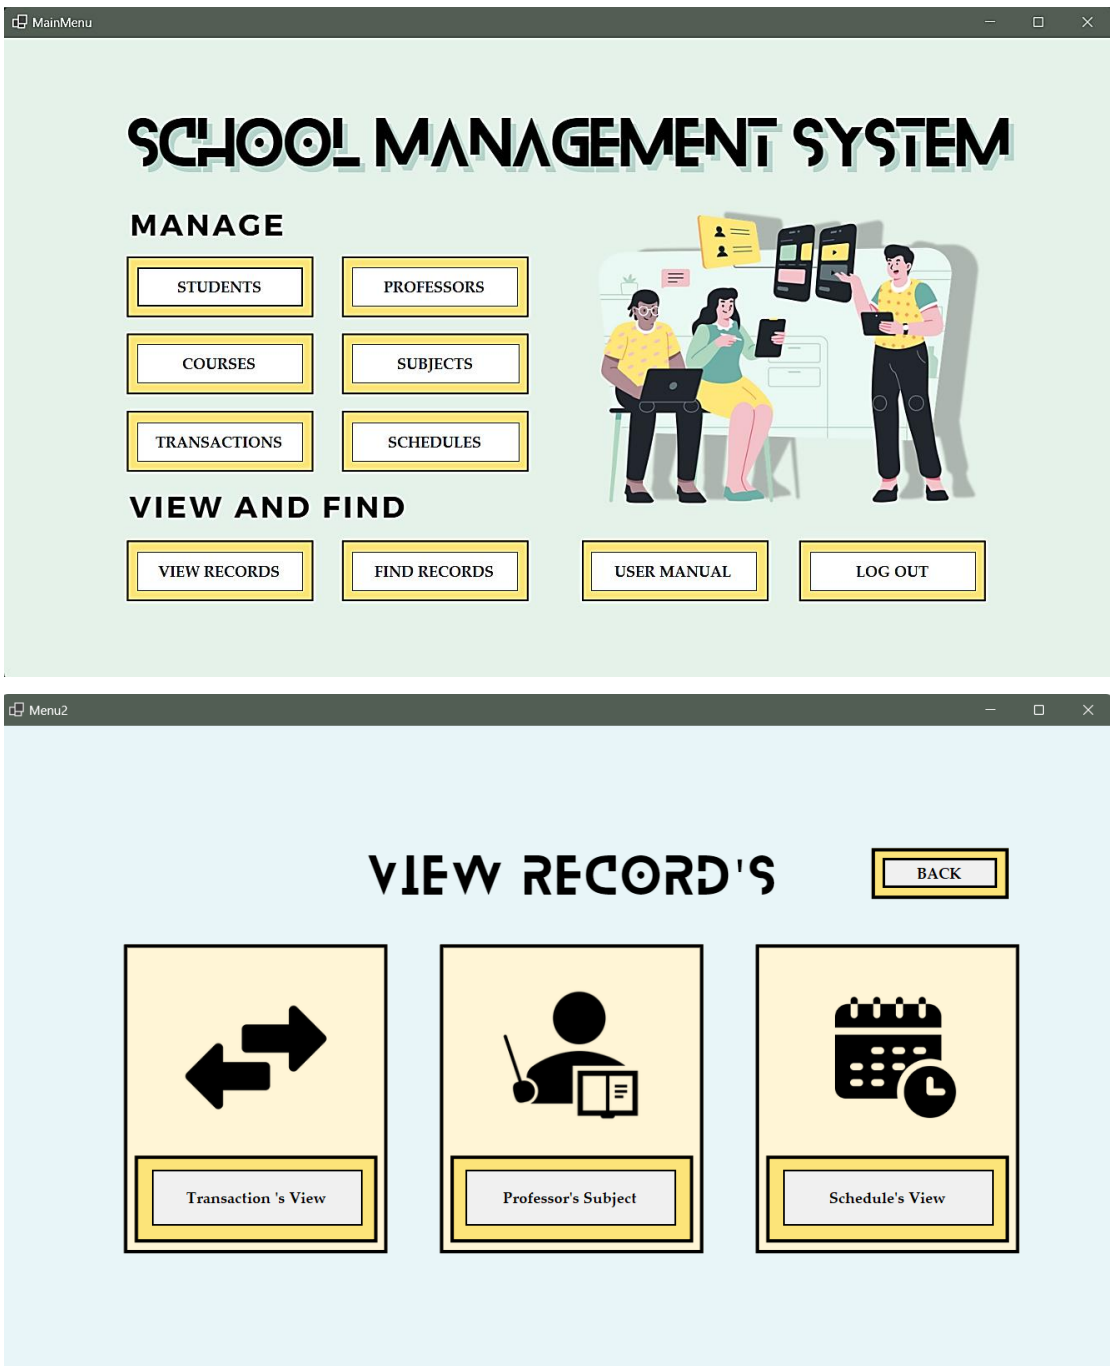 MainMenu
SCHOOL MANAGEMENT SYSTEM
MANAGE
STUDENTS
PROFESSORS
COURSES
SUBJECTS
TRANSACTIONS
SCHEDULES
VIEW AND FIND
VIEW RECORDS
FIND RECORDS
USER MANUAL
LOG OUT
Menu2
VIEW RECORD'S
BACK
Transaction 's View
Professor's Subject
Schedule's View